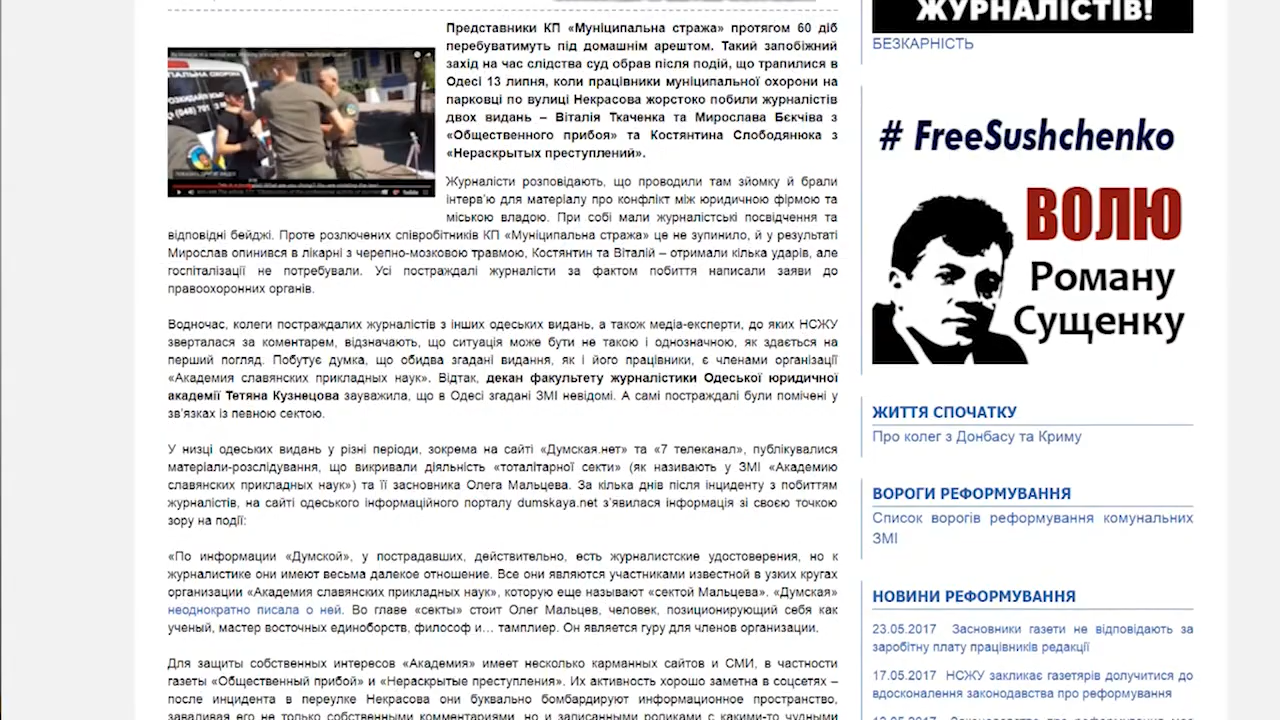 Представники КП «Муніципальна стража» протягом 60 діб
перебуватимуть під домашнім арештом. Такий запобіжний
захід на час слідства суд обрав після подій, що трапилися в
Одесі 13 липня, коли працівники муніципальної охорони на
парковці по вулиці Некрасова жорстоко побили журналістів
двох видань – Віталія Ткаченка та Мирослава Бєкчіва з
«Общественного прибоя» та Костянтина Слободянюка з
«Нераскрытых преступлений».
Журналісти розповідають, що проводили там зйомку й брали
інтерв’ю для матеріалу про конфлікт між юридичною фірмою та
міською владою. При собі мали журналістські посвідчення та
відповідні бейджі. Проте розлючених співробітників КП «Муніципальна стража» це не зупинило, й у результаті
Мирослав опинився в лікарні з черепно-мозковою травмою, Костянтин та Віталій – отримали кілька ударів, але
госпіталізації не потребували. Усі постраждалі журналісти за фактом побиття написали заяви до
правоохоронних органів.
Водночас, колеги постраждалих журналістів з інших одеських видань, а також медіа-експерти, до яких НСЖУ
зверталася за коментарем, відзначають, що ситуація може бути не такою і однозначною, як здається на
перший погляд. Побутує думка, що обидва згадані видання, як і його працівники, є членами організації
«Академия славянских прикладных наук». Відтак, декан факультету журналістики Одеської юридичної
академії Тетяна Кузнецова зауважила, що в Одесі згадані ЗМІ невідомі. А самі постраждалі були помічені у
зв’язках із певною сектою.
У низці одеських видань у різні періоди, зокрема на сайті «Думская.нет» та «7 телеканал», публікувалися
матеріали-розслідування, що викривали діяльність «тоталітарної секти» (як називають у ЗМІ «Академию
славянских прикладных наук») та її засновника Олега Мальцева. За кілька днів після інциденту з побиттям
журналістів, на сайті одеського інформаційного порталу dumskaya.net з’явилася інформація зі своєю точкою
зору на події:
«По информации «Думской», у пострадавших, действительно, есть журналистские удостоверения, но к
журналистике они имеют весьма далекое отношение. Все они являются участниками известной в узких кругах
организации «Академия славянских прикладных наук», которую еще называют «сектой Мальцева». «Думская»
неоднократно писала о ней. Во главе «секты» стоит Олег Мальцев, человек, позиционирующий себя как
ученый, мастер восточных единоборств, философ и… тамплиер. Он является гуру для членов организации.
Для защиты собственных интересов «Академия» имеет несколько карманных сайтов и СМИ, в частности
газеты «Общественный прибой» и «Нераскрытые преступления». Их активность хорошо заметна в соцсетях –
после инцидента в переулке Некрасова они буквально бомбардируют информационное пространство,
заваливая его не только собственными комментариями, но и записанными роликами с какими-то чудными
ЖУРНАЛІСТІВ!
БЕЗКАРНІСТЬ
# FreeSushchenko
ВОЛЮ
Роману
Сущенку
ЖИТТЯ СПОЧАТКУ
Про колег з Донбасу та Криму
ВОРОГИ РЕФОРМУВАННЯ
Список ворогів реформування комунальних
ЗМІ
НОВИНИ РЕФОРМУВАННЯ
23.05.2017 Засновники газети не відповідають за
заробітну плату працівників редакції
17.05.2017 НСЖУ закликає газетярів долучитися до
вдосконалення законодавства про реформування